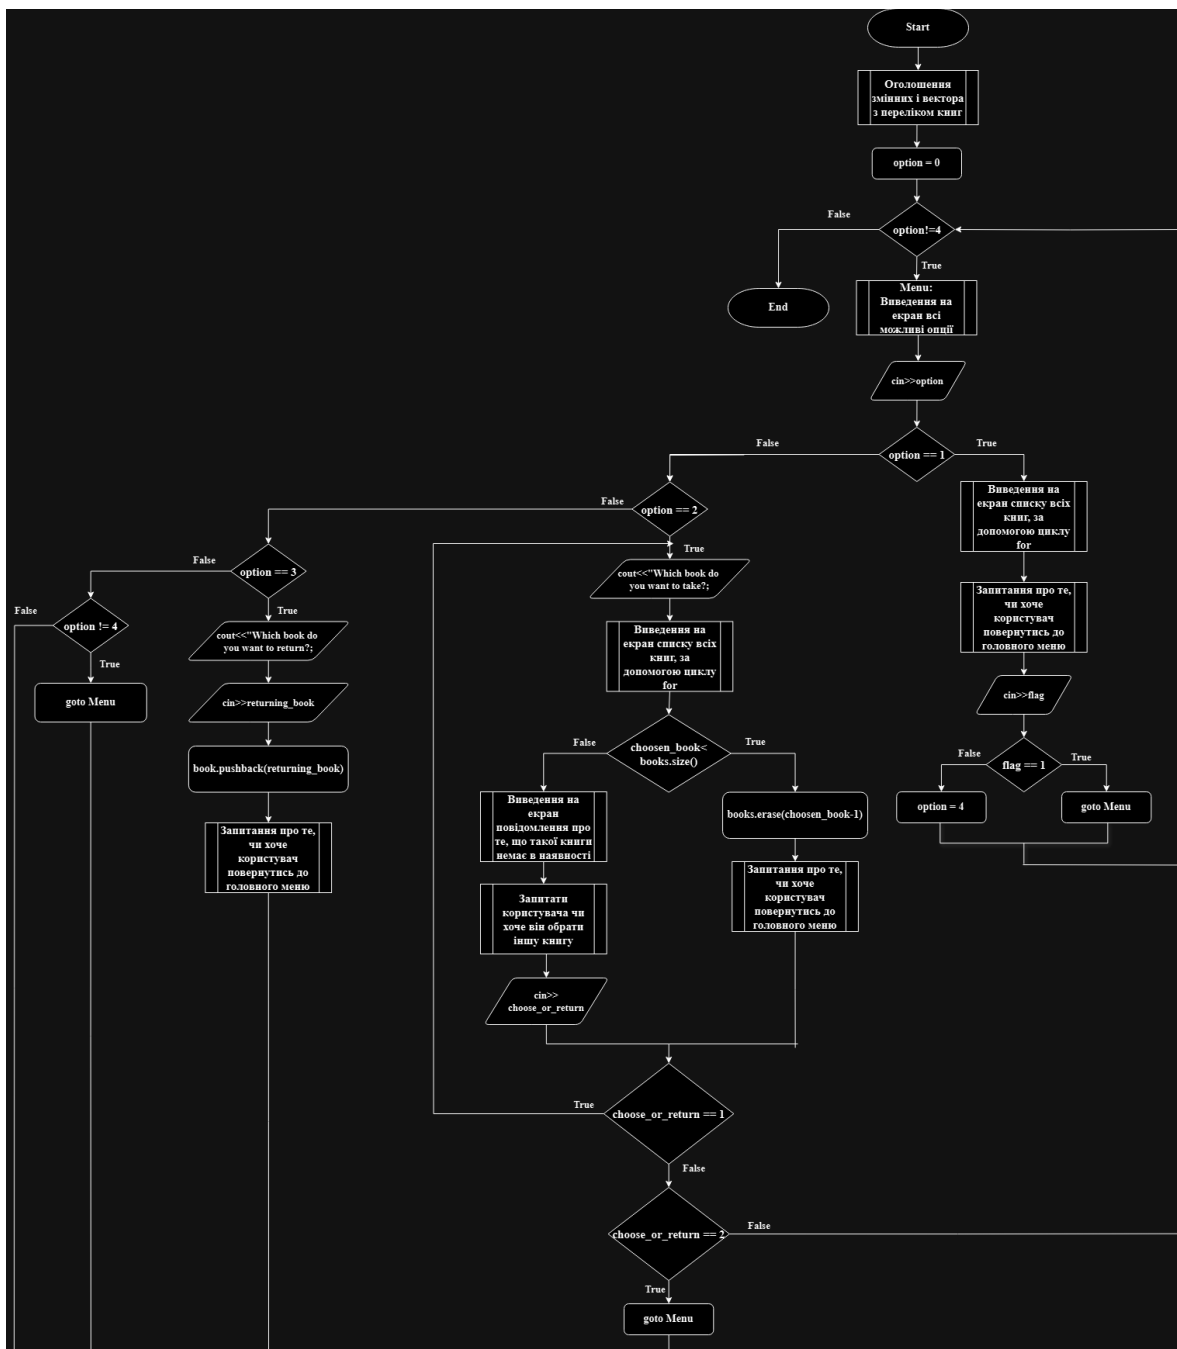 Start
Оголошення
змінних і вектора
з переліком книг
option = 0
False
option!=4
True
End
Menu:
Виведення на
екран всі
можливі опції
cin>>option
False
True
option == 1
False
option == 2
True
Виведення на
екран списку всіх
книг, за
допомогою циклу
for
False
option == 3
True
cout<<"Which book do
you want to take?;
False
option != 4
True
cout<<"Which book do
you want to return?;
Виведення на
екран списку всіх
книг, за
допомогою циклу
for
Запитання про те,
чи хоче
користувач
повернутись до
головного меню
goto Menu
cin>>returning_book
cin>>flag
book.pushback(returning_book)
False
choosen_book<
books.size()
True
False
flag == 1
True
Запитання про те,
чи хоче
користувач
повернутись до
головного меню
Виведення на
екран
повідомлення про
те, що такої книги
немає в наявності
books.erase(choosen_book-1)
option = 4
goto Menu
Запитати
користувача чи
хоче він обрати
іншу книгу
Запитання про те,
чи хоче
користувач
повернутись до
головного меню
cin>>
choose_or_return
True
choose_or_return == 1
False
choose_or_return == 2
False
True
goto Menu